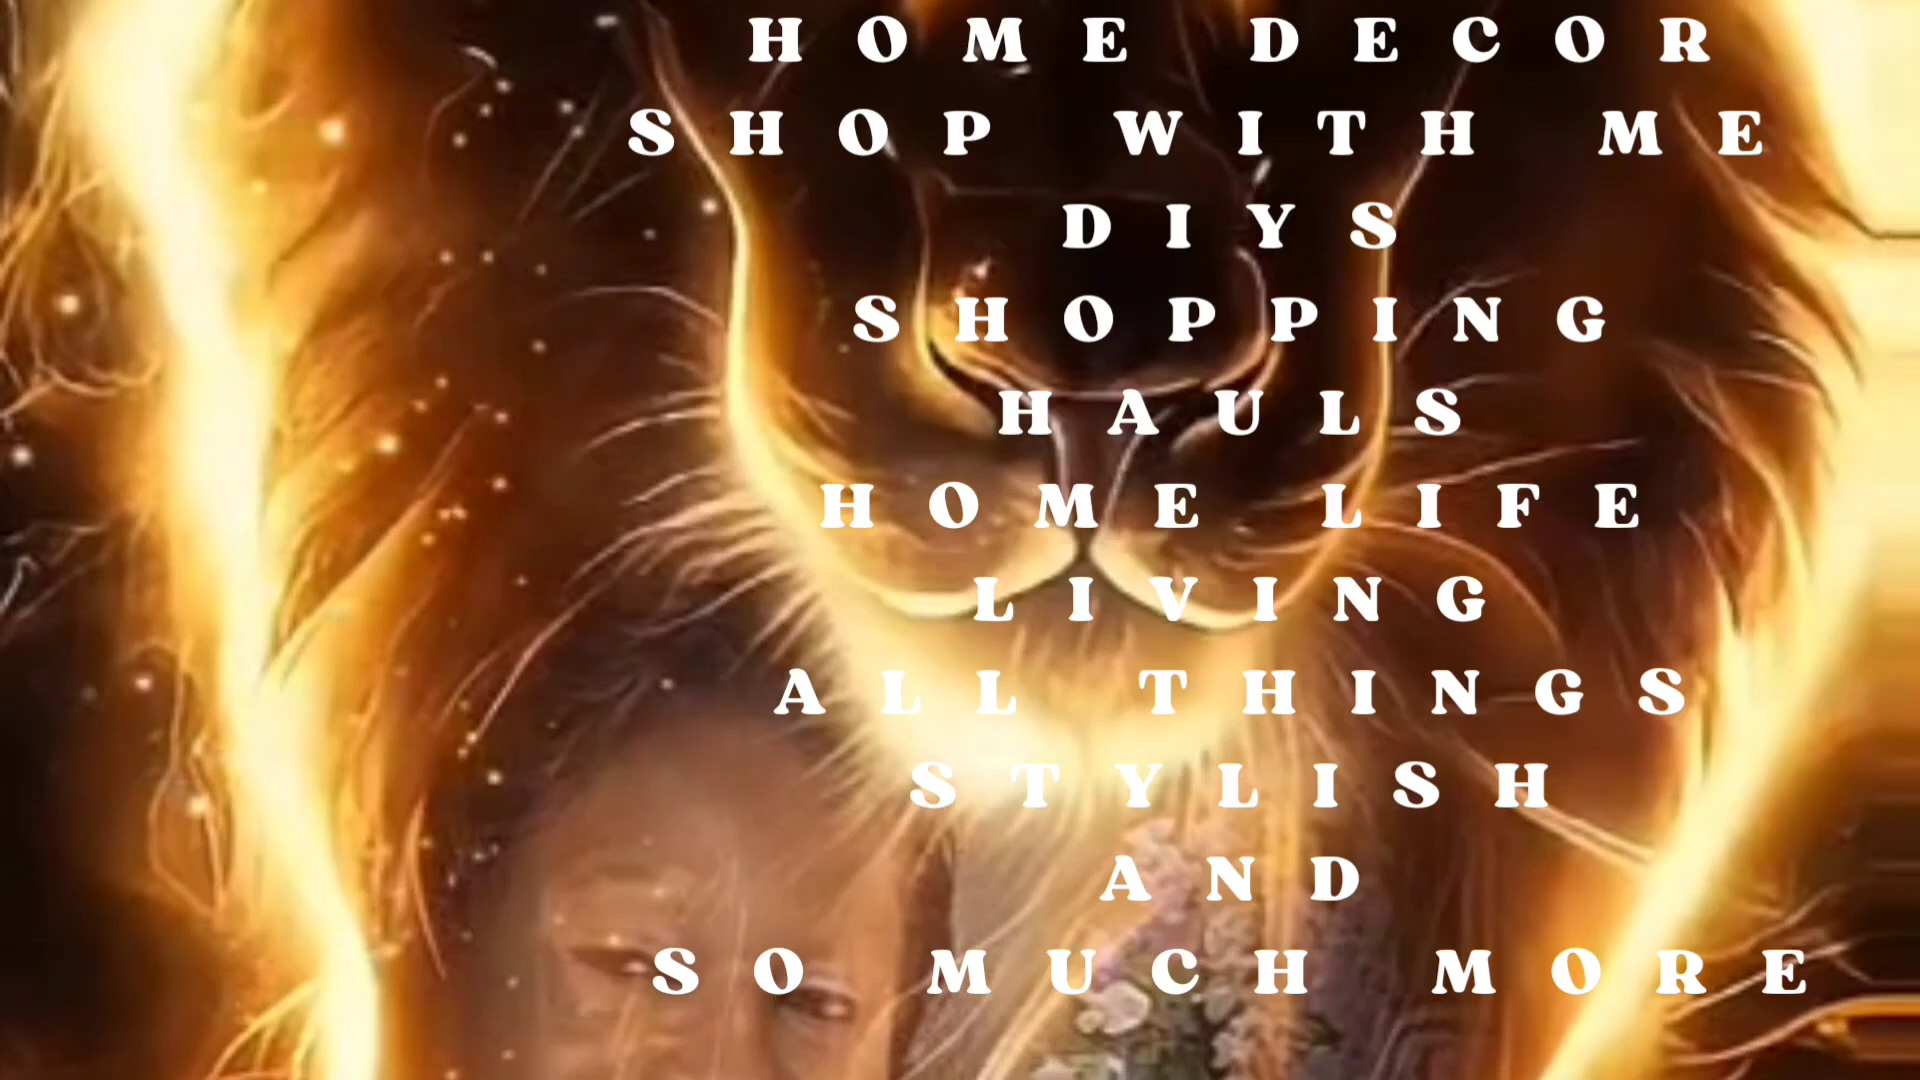 HOME DECOR
SHOP WITH ME
DIYS
SHOPPING
HAULS
HOME LIFE
LIVING
ALL THINGS
STYLISH
AND
SO MUCH MORE